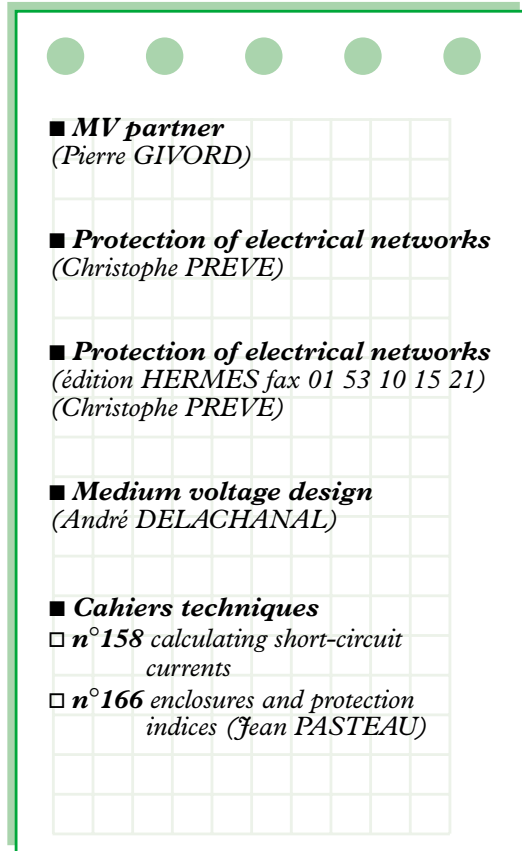 ■ MV partner
(Pierre GIVORD)
■ Protection of electrical networks
(Christophe PREVE)
■ Protection of electrical networks
(édition HERMES fax 01 53 10 15 21)
(Christophe PREVE)
■ Medium voltage design
(André DELACHANAL)
■ Cahiers techniques
□ n°158 calculating short-circuit
currents
□ n°166 enclosures and protection
indices (Jean PASTEAU)